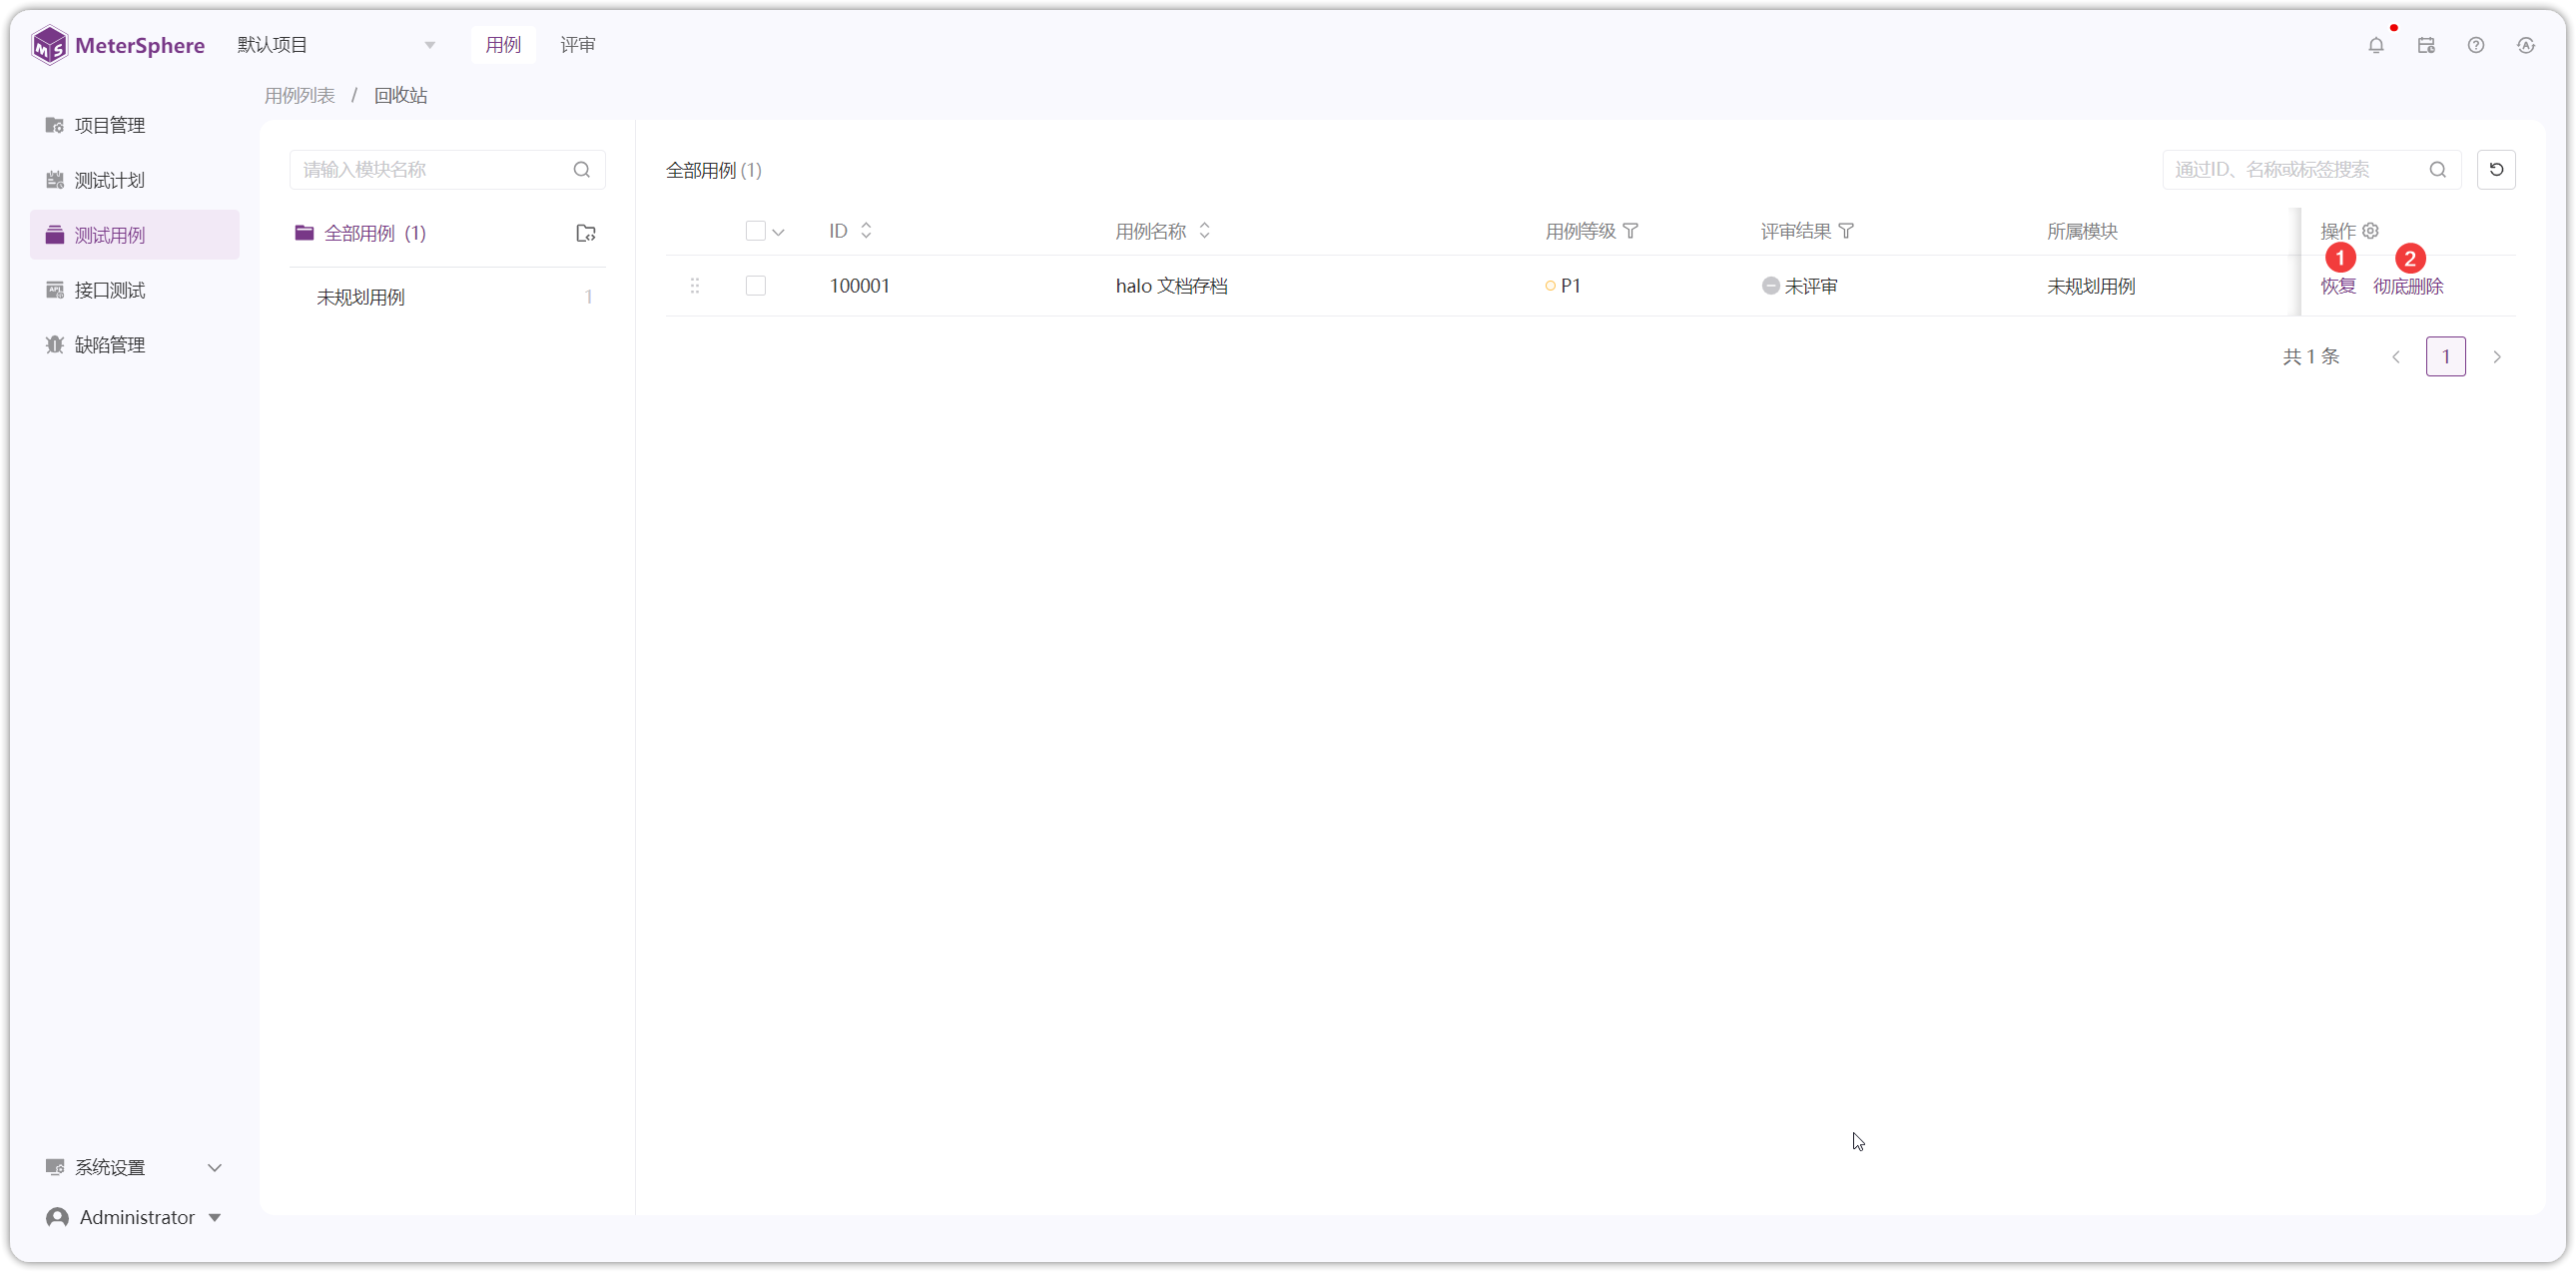 MeterSphere
默认项目
用例
评审
用例列表 / 回收站
项目管理
测试计划
测试用例
接口测试
缺陷管理
系统设置
Administrator
请输入模块名称
全部用例 (1)
未规划用例 1
全部用例 (1)
通过ID、名称或标签搜索
ID 用例名称 用例等级 评审结果 所属模块 操作
1 2
100001 halo 文档存档 P1 未评审 未规划用例 恢复 彻底删除
共 1 条 1